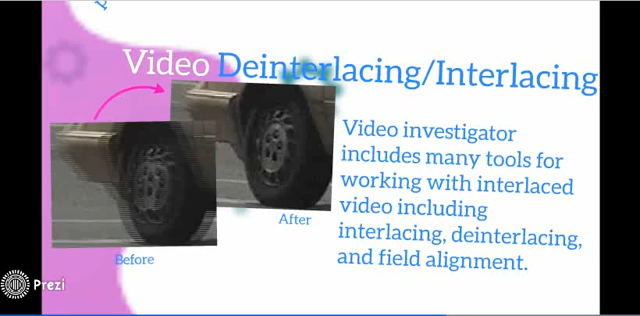 Video Deinterlacing/Interlacing
Video investigator
includes many tools for
working with interlaced
video including
interlacing, deinterlacing,
and field alignment.
After
Before
Prezi